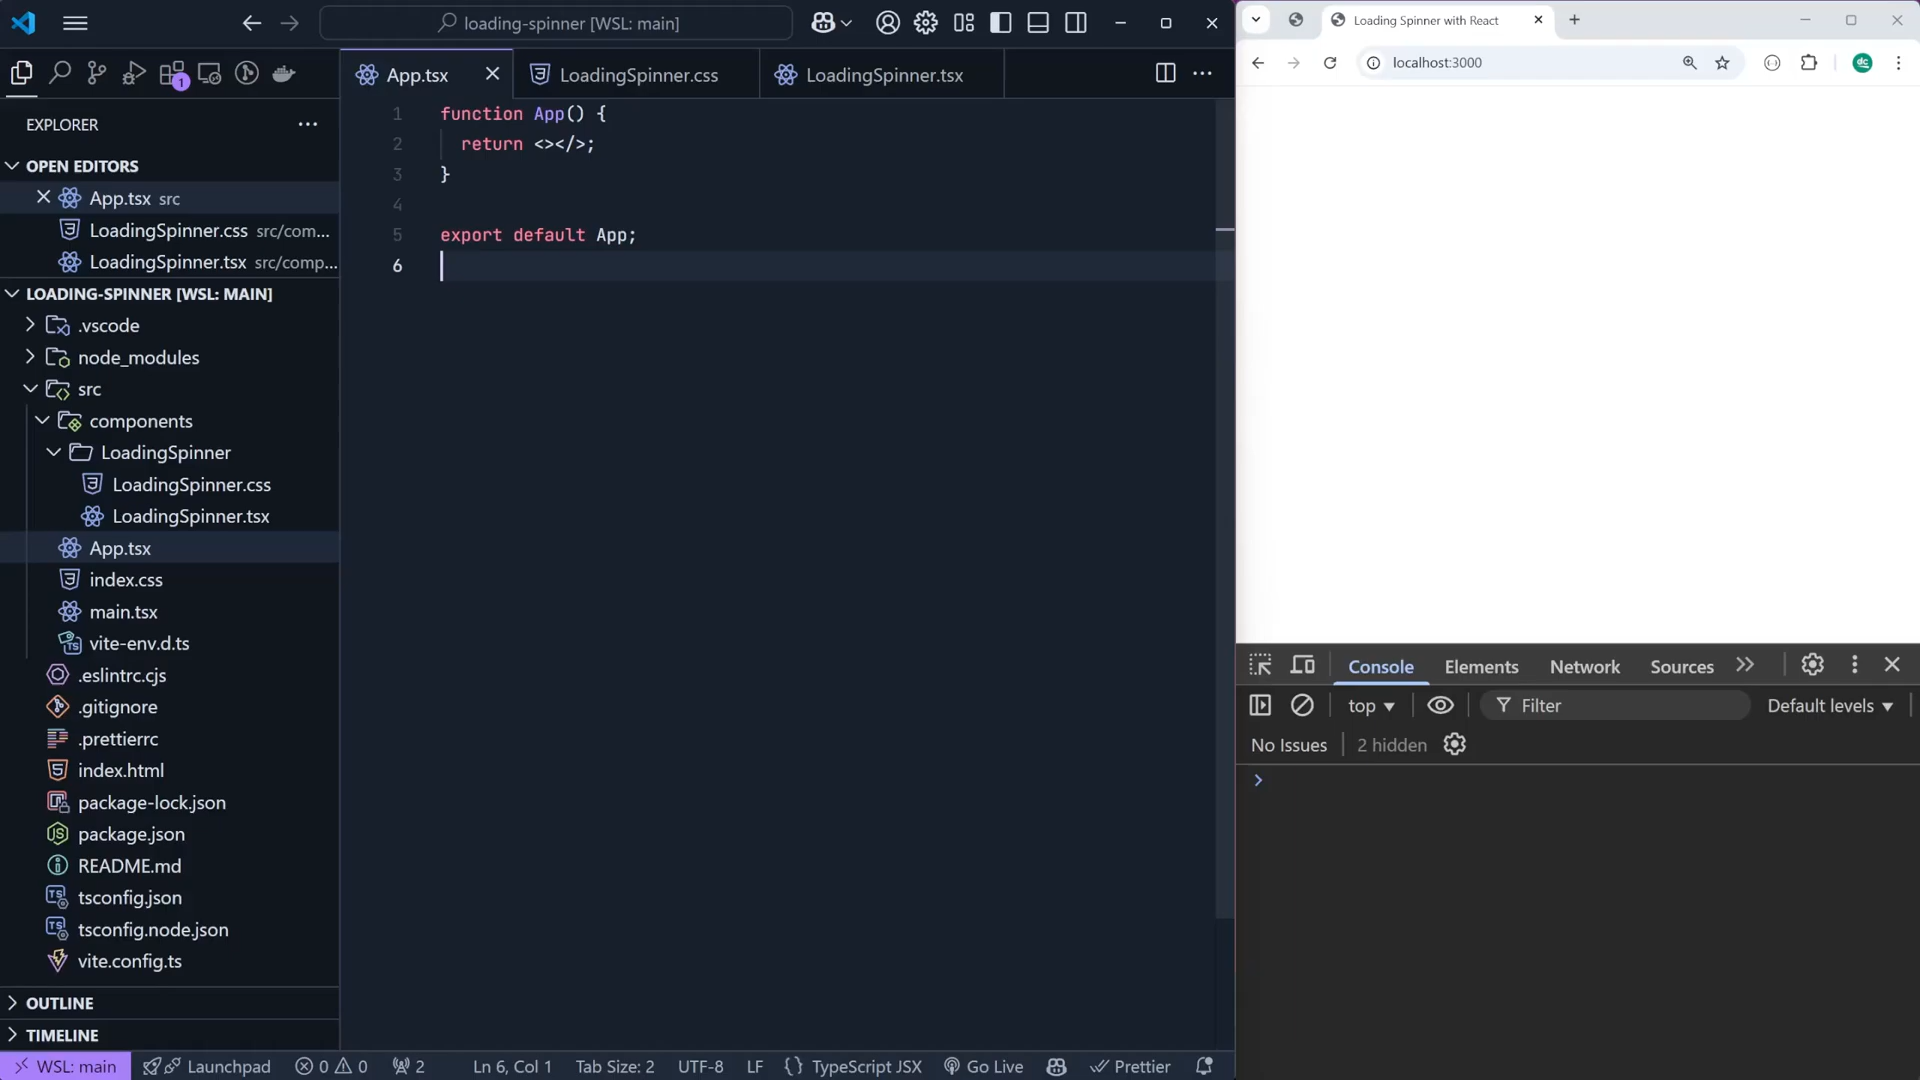 loading-spinner [WSL: main]
EXPLORER
OPEN EDITORS
App.tsx src
LoadingSpinner.css src/com...
LoadingSpinner.tsx src/comp...
LOADING-SPINNER [WSL: MAIN]
.vscode
node_modules
src
components
LoadingSpinner
LoadingSpinner.css
LoadingSpinner.tsx
App.tsx
index.css
main.tsx
vite-env.d.ts
.eslintrc.cjs
.gitignore
.prettierrc
index.html
package-lock.json
package.json
README.md
tsconfig.json
tsconfig.node.json
vite.config.ts
OUTLINE
TIMELINE
1
App.tsx
LoadingSpinner.css
LoadingSpinner.tsx
1 function App() {
2 return <></>;
3 }
4
5 export default App;
6
WSL: main Launchpad 0 0 2 Ln 6, Col 1 Tab Size: 2 UTF-8 LF {} TypeScript JSX Go Live Prettier
Loading Spinner with React
localhost:3000
dc
Console Elements Network Sources
top Filter Default levels
No Issues 2 hidden